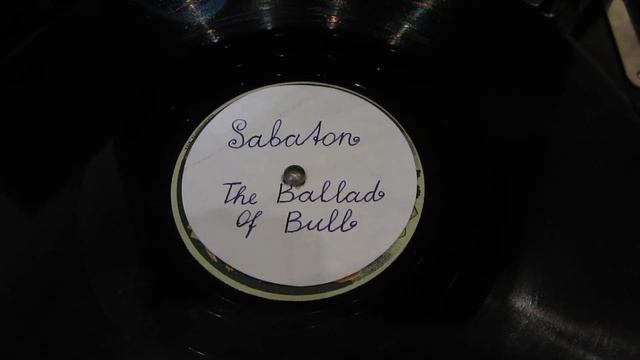 Sabaton
The Ballad
Of Bull